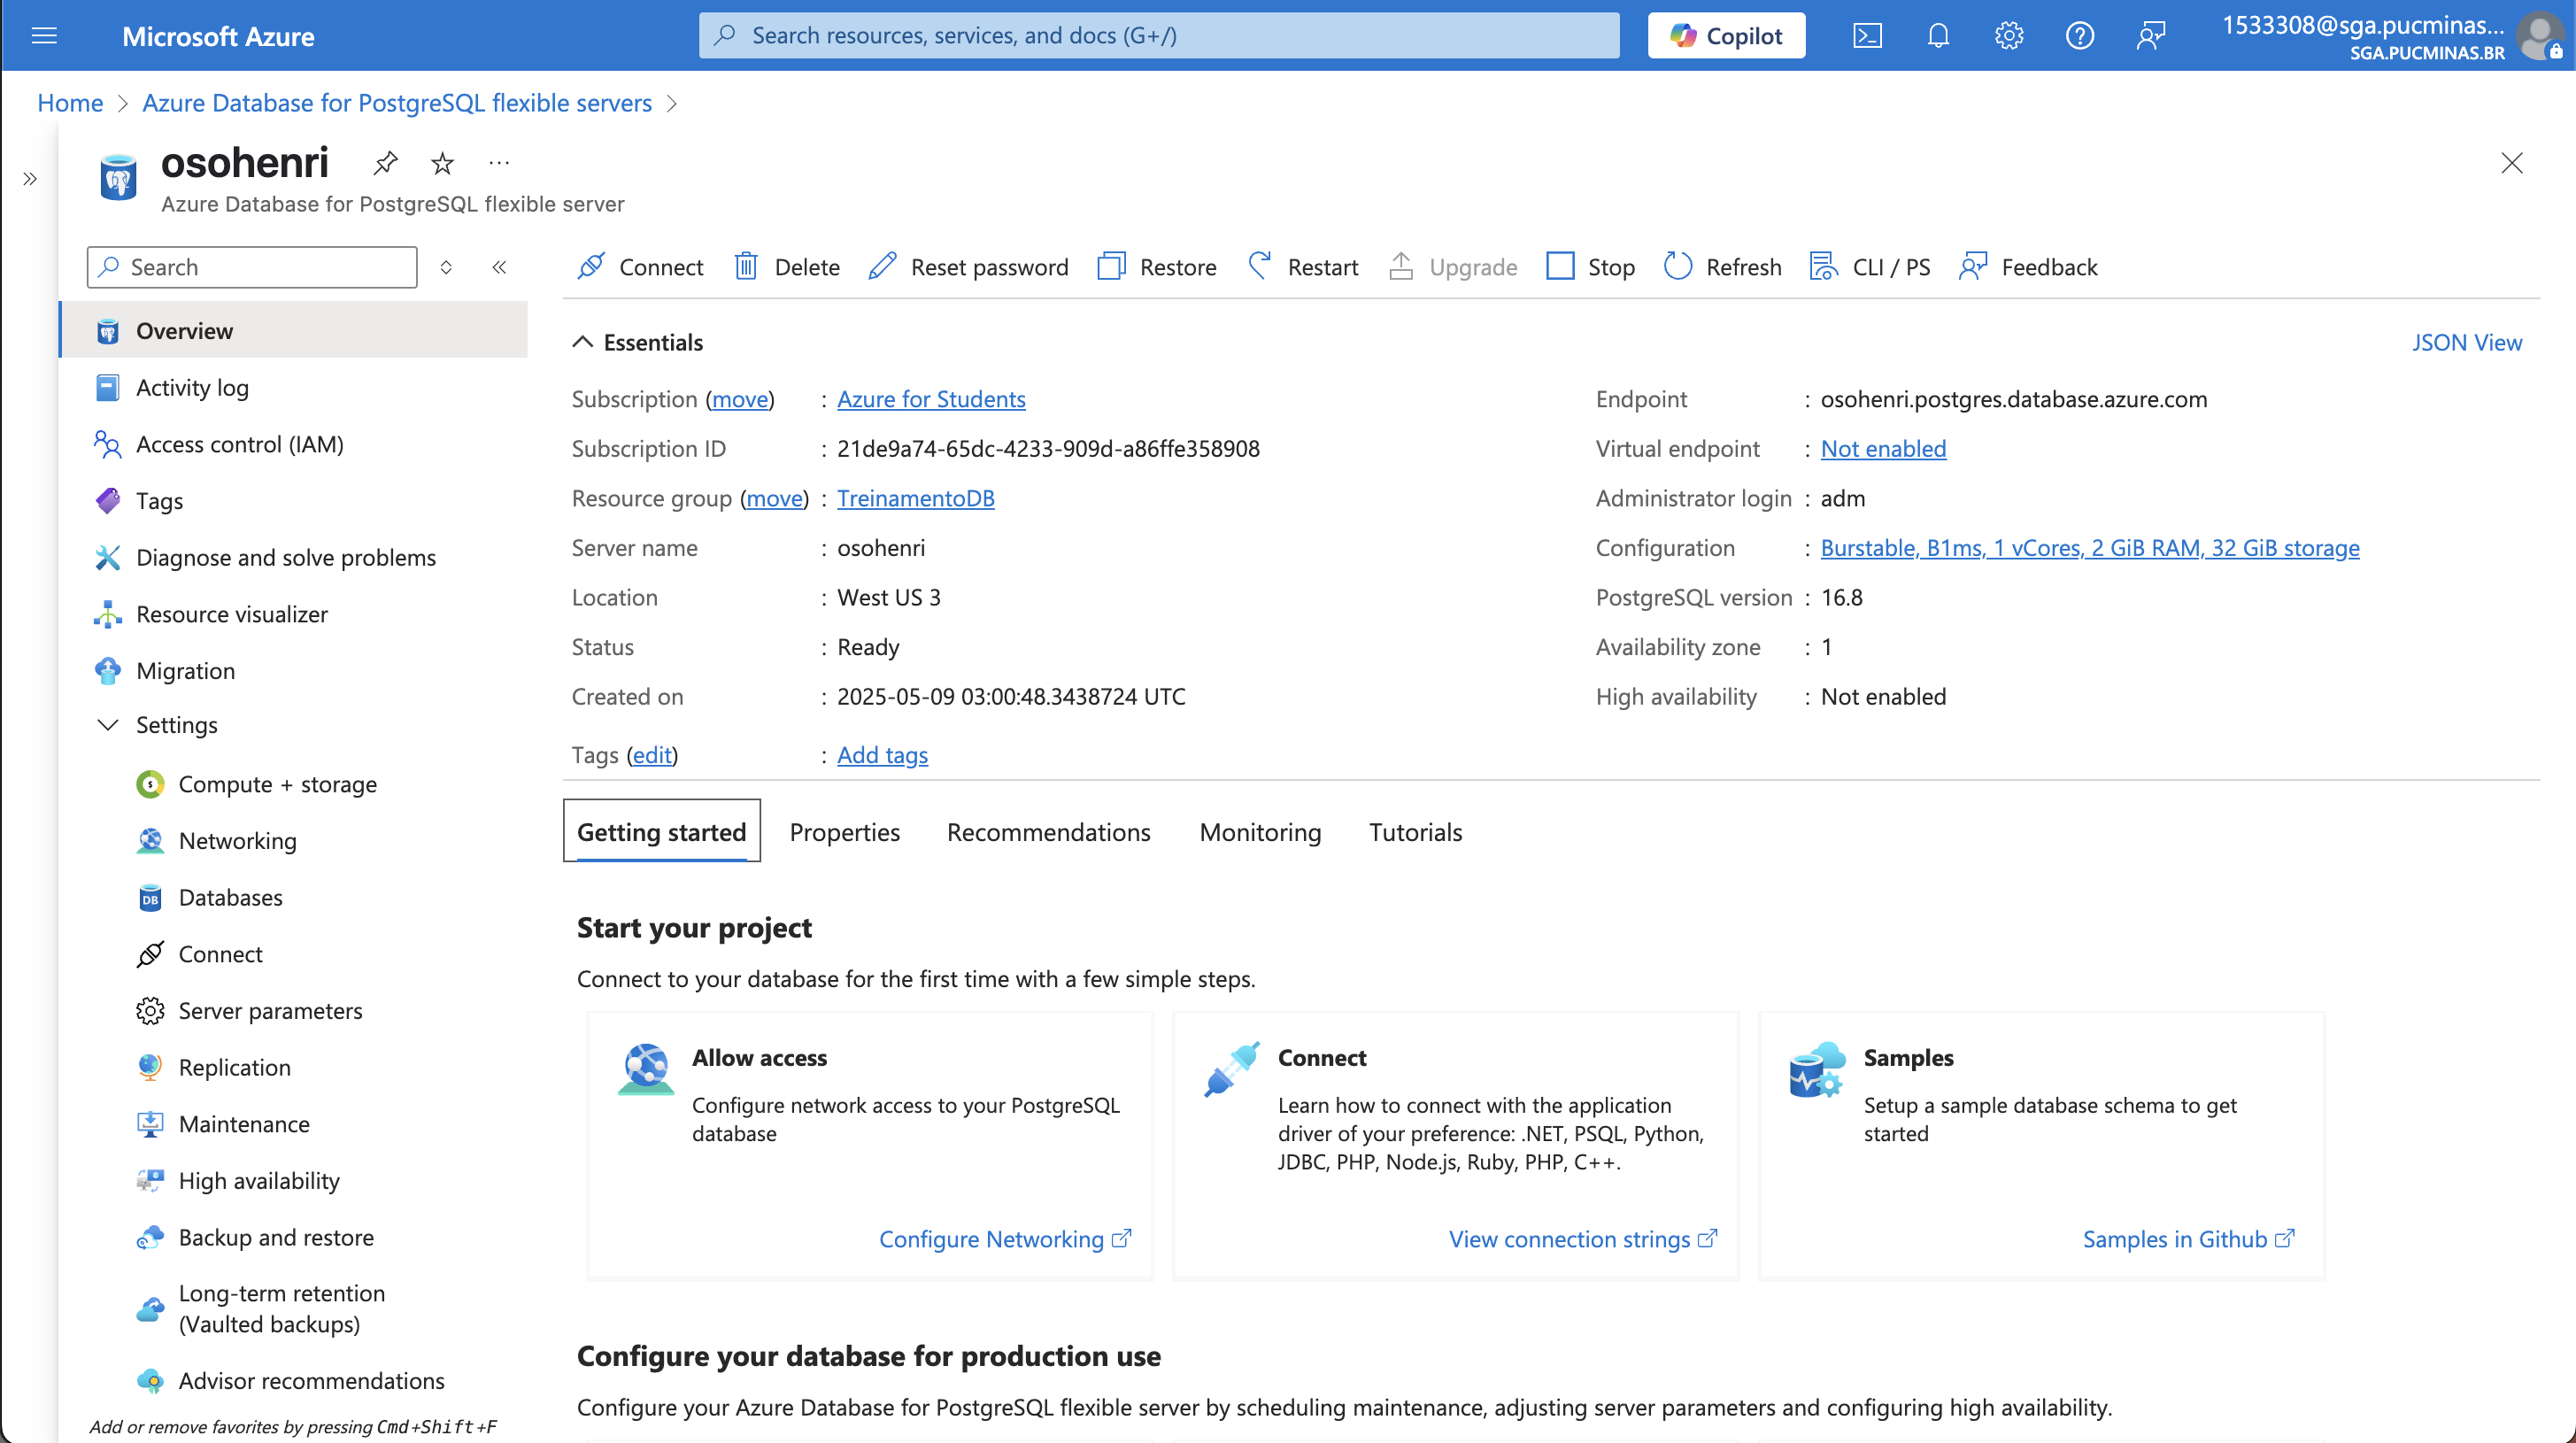 Microsoft Azure
Search resources, services, and docs (G+/)
Copilot
1533308@sga.pucminas...
SGA.PUCMINAS.BR
Home > Azure Database for PostgreSQL flexible servers >
osohenri
Azure Database for PostgreSQL flexible server
Search
Connect Delete Reset password Restore Restart Upgrade Stop Refresh CLI / PS Feedback
Overview
Activity log
Access control (IAM)
Tags
Diagnose and solve problems
Resource visualizer
Migration
Settings
Compute + storage
Networking
DB
Databases
Connect
Server parameters
Replication
Maintenance
High availability
Backup and restore
Long-term retention
(Vaulted backups)
Advisor recommendations
Add or remove favorites by pressing Cmd+Shift+F
Essentials
JSON View
Subscription (move) : Azure for Students
Subscription ID : 21de9a74-65dc-4233-909d-a86ffe358908
Resource group (move) : TreinamentoDB
Server name : osohenri
Location : West US 3
Status : Ready
Created on : 2025-05-09 03:00:48.3438724 UTC
Tags (edit) : Add tags
Endpoint : osohenri.postgres.database.azure.com
Virtual endpoint : Not enabled
Administrator login : adm
Configuration : Burstable, B1ms, 1 vCores, 2 GiB RAM, 32 GiB storage
PostgreSQL version : 16.8
Availability zone : 1
High availability : Not enabled
Getting started Properties Recommendations Monitoring Tutorials
Start your project
Connect to your database for the first time with a few simple steps.
Allow access
Configure network access to your PostgreSQL
database
Configure Networking
Connect
Learn how to connect with the application
driver of your preference: .NET, PSQL, Python,
JDBC, PHP, Node.js, Ruby, PHP, C++.
View connection strings
Samples
Setup a sample database schema to get
started
Samples in Github
Configure your database for production use
Configure your Azure Database for PostgreSQL flexible server by scheduling maintenance, adjusting server parameters and configuring high availability.